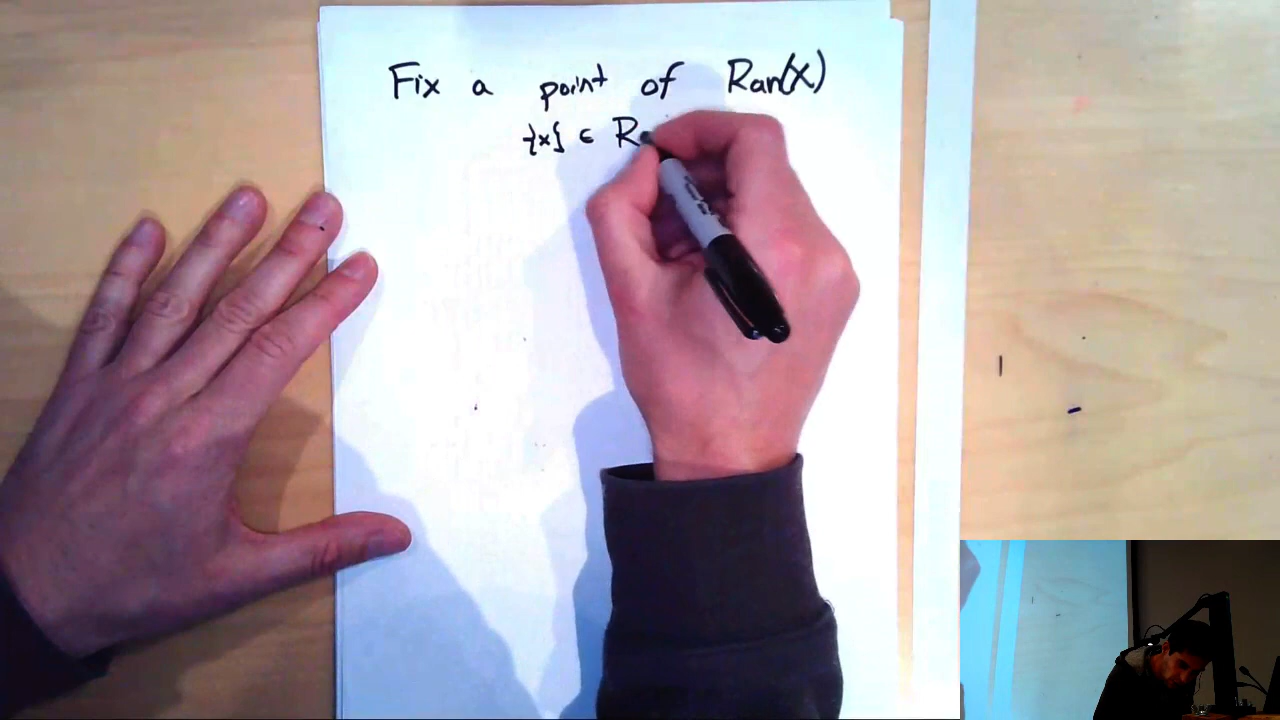 Fix a point of Ran(X)
{x} ∈ R